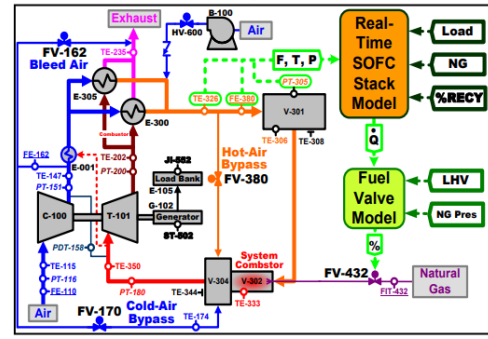 Exhaust
B-100
Air
HV-600
FV-162
Bleed Air
TE-235
E-305
E-300
Combustor
F, T, P
PT-305
TE-326
FE-380
V-301
TE-306
TE-308
Real-
Time
SOFC
Stack
Model
Load
NG
%RECY
Q̇
Fuel
Valve
Model
LHV
NG Pres
%
FE-162
E-001
TE-147
PT-151
TE-202
PT-200
JI-552
Load Bank
E-105
G-102
Generator
ST-502
Hot-Air
Bypass
FV-380
C-100
T-101
PDT-158
TE-115
PT-116
FE-110
Air
TE-350
PT-180
TE-344
V-304
System
Combstor
V-302
TE-333
FV-432
FIT-432
Natural
Gas
FV-170
Cold-Air
Bypass
TE-174